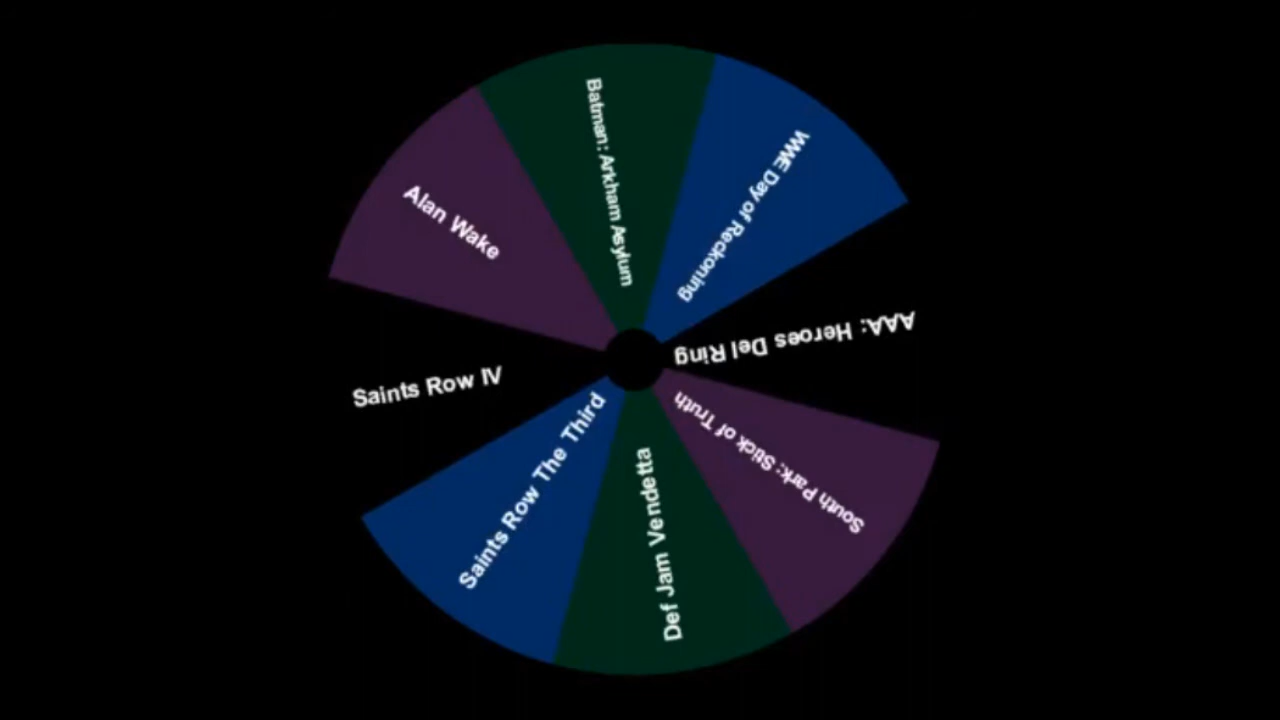 Batman: Arkham Asylum
WWE Day of Reckoning
AAA: Heroes Del Ring
South Park: Stick of Truth
Def Jam Vendetta
Saints Row The Third
Saints Row IV
Alan Wake